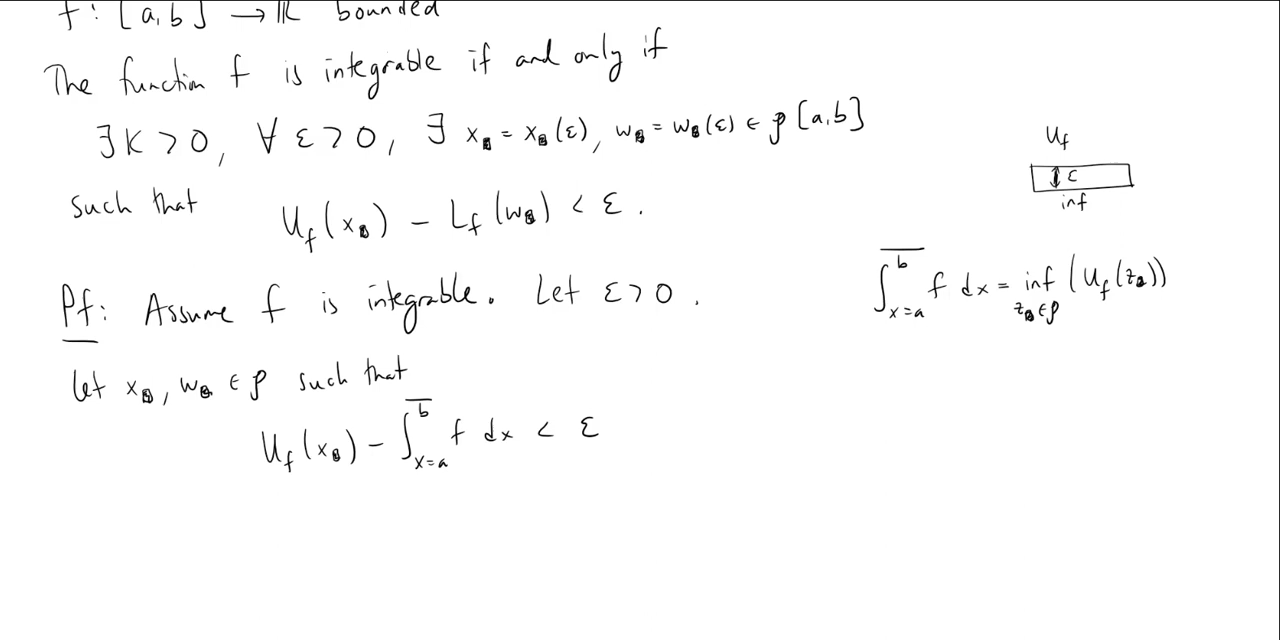 f : [a,b] → ℝ bounded
The function f is integrable if and only if
∃ K > 0, ∀ ε > 0, ∃ x = x(ε), w = w(ε) ∈ ℘[a,b]
such that U_f(x) - L_f(w) < ε.
Pf: Assume f is integrable. Let ε > 0.
Let x, w ∈ ℘ such that
U_f(x) - ∫_{x=a}^{b̅} f dx < ε
U_f
ε
inf
\overline{∫_{x=a}^{b}} f dx = inf_{z ∈ ℘} (U_f(z))